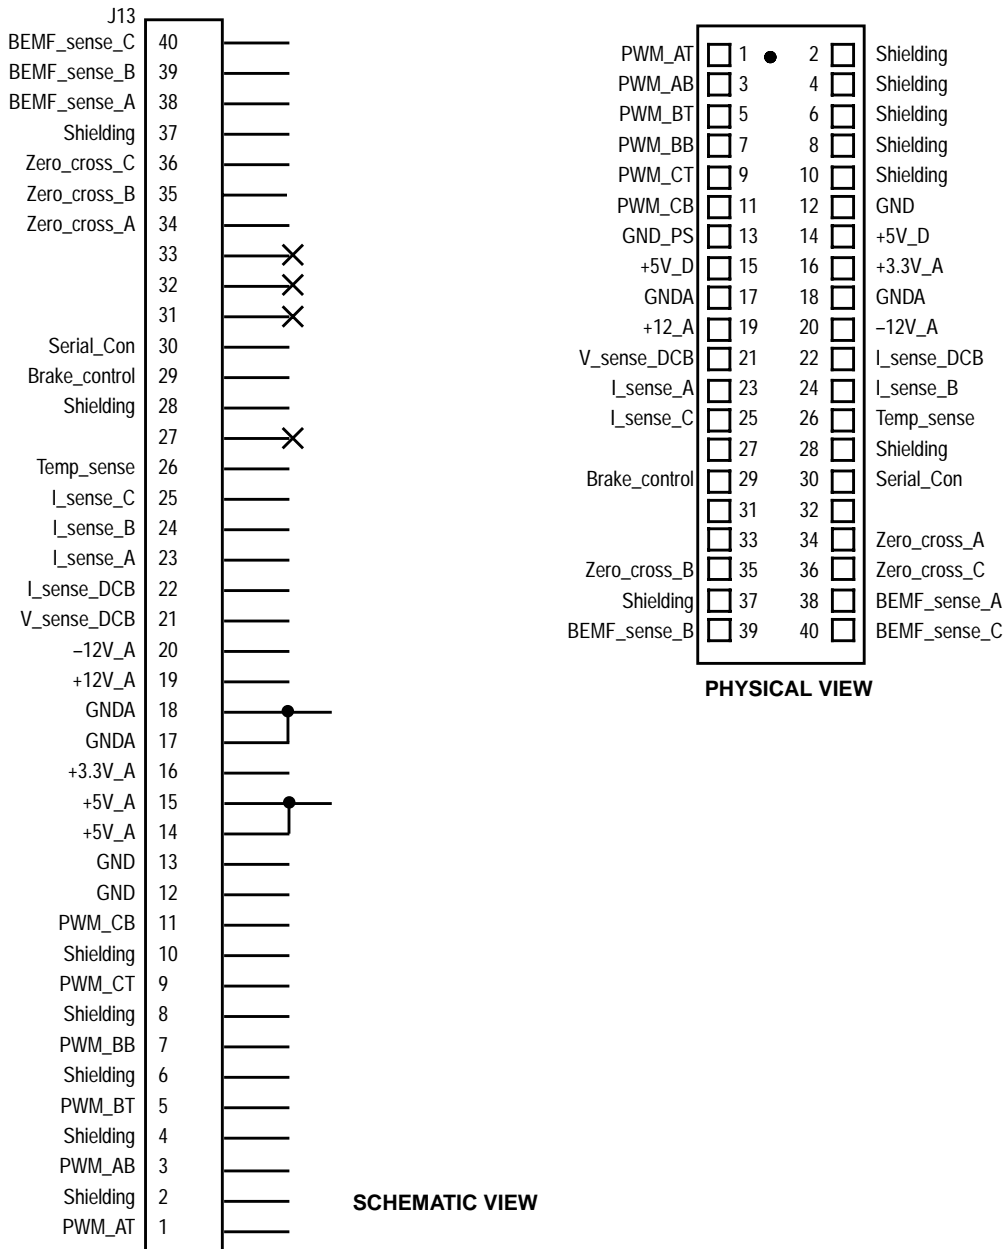 J13
BEMF_sense_C 40
BEMF_sense_B 39
BEMF_sense_A 38
Shielding 37
Zero_cross_C 36
Zero_cross_B 35
Zero_cross_A 34
33
32
31
Serial_Con 30
Brake_control 29
Shielding 28
27
Temp_sense 26
I_sense_C 25
I_sense_B 24
I_sense_A 23
I_sense_DCB 22
V_sense_DCB 21
–12V_A 20
+12V_A 19
GNDA 18
GNDA 17
+3.3V_A 16
+5V_A 15
+5V_A 14
GND 13
GND 12
PWM_CB 11
Shielding 10
PWM_CT 9
Shielding 8
PWM_BB 7
Shielding 6
PWM_BT 5
Shielding 4
PWM_AB 3
Shielding 2
PWM_AT 1
SCHEMATIC VIEW
PWM_AT 1 2 Shielding
PWM_AB 3 4 Shielding
PWM_BT 5 6 Shielding
PWM_BB 7 8 Shielding
PWM_CT 9 10 Shielding
PWM_CB 11 12 GND
GND_PS 13 14 +5V_D
+5V_D 15 16 +3.3V_A
GNDA 17 18 GNDA
+12_A 19 20 –12V_A
V_sense_DCB 21 22 I_sense_DCB
I_sense_A 23 24 I_sense_B
I_sense_C 25 26 Temp_sense
27 28 Shielding
Brake_control 29 30 Serial_Con
31 32
33 34 Zero_cross_A
Zero_cross_B 35 36 Zero_cross_C
Shielding 37 38 BEMF_sense_A
BEMF_sense_B 39 40 BEMF_sense_C
PHYSICAL VIEW